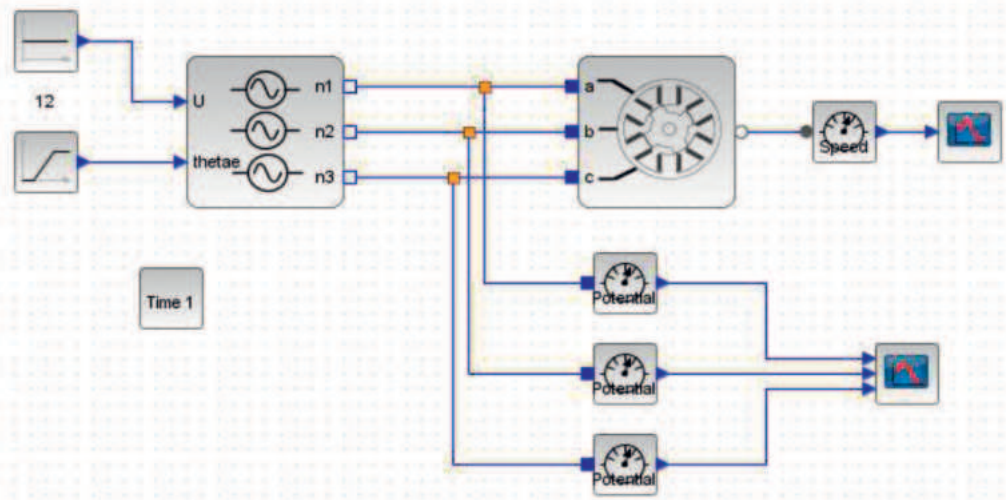 12
U
thetae
n1
n2
n3
a
b
c
Speed
Time 1
Potential
Potential
Potential